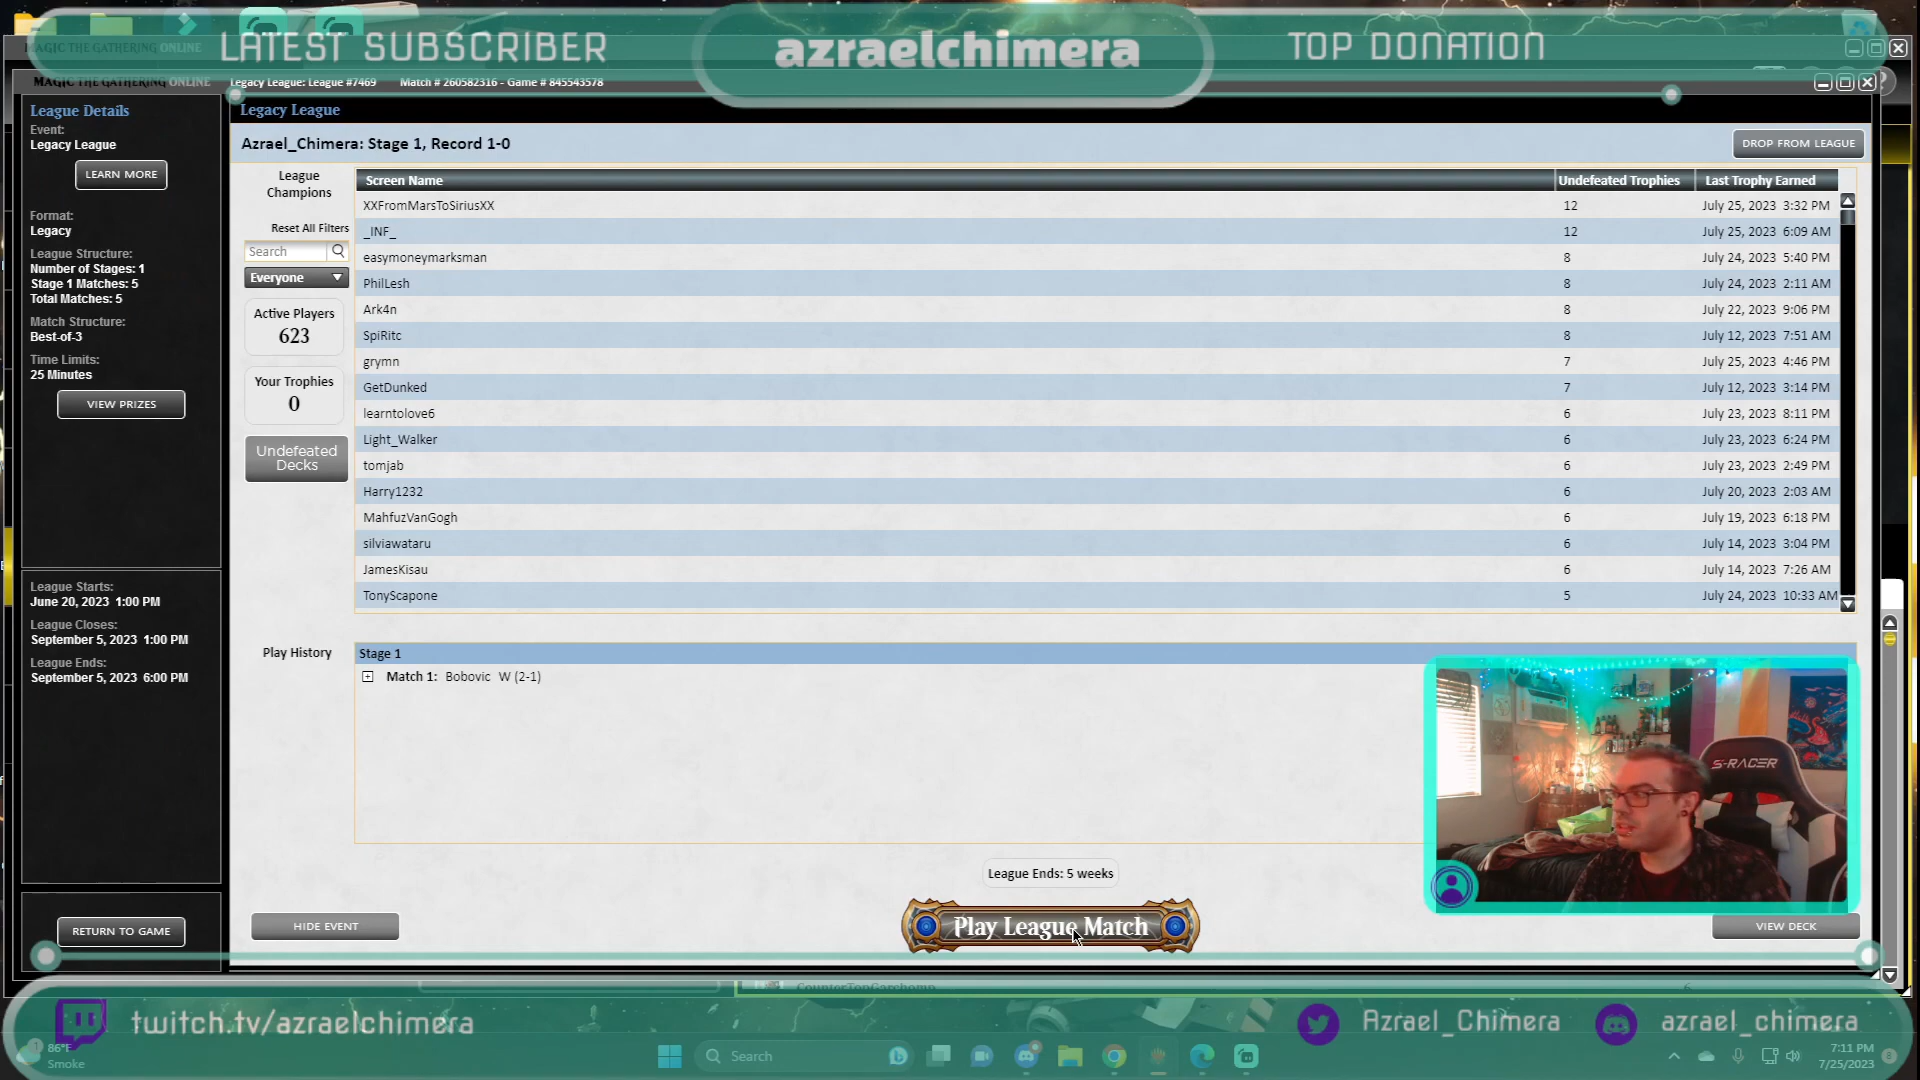 LATEST SUBSCRIBER
azraelchimera
TOP DONATION
MAGIC THE GATHERING ONLINE
MAGIC THE GATHERING ONLINE
Legacy League: League #7469
Match # 260582316 - Game # 845543578
League Details
Event:
Legacy League
LEARN MORE
Format:
Legacy
League Structure:
Number of Stages: 1
Stage 1 Matches: 5
Total Matches: 5
Match Structure:
Best-of-3
Time Limits:
25 Minutes
VIEW PRIZES
League Starts:
June 20, 2023 1:00 PM
League Closes:
September 5, 2023 1:00 PM
League Ends:
September 5, 2023 6:00 PM
RETURN TO GAME
Legacy League
Azrael_Chimera: Stage 1, Record 1-0
DROP FROM LEAGUE
League
Champions
Reset All Filters
Search
Everyone
Active Players
623
Your Trophies
0
Undefeated
Decks
Screen Name Undefeated Trophies Last Trophy Earned
XXFromMarsToSiriusXX 12 July 25, 2023 3:32 PM
_INF_ 12 July 25, 2023 6:09 AM
easymoneymarksman 8 July 24, 2023 5:40 PM
PhilLesh 8 July 24, 2023 2:11 AM
Ark4n 8 July 22, 2023 9:06 PM
SpiRitc 8 July 12, 2023 7:51 AM
grymn 7 July 25, 2023 4:46 PM
GetDunked 7 July 12, 2023 3:14 PM
learntolove6 6 July 23, 2023 8:11 PM
Light_Walker 6 July 23, 2023 6:24 PM
tomjab 6 July 23, 2023 2:49 PM
Harry1232 6 July 20, 2023 2:03 AM
MahfuzVanGogh 6 July 19, 2023 6:18 PM
silviawataru 6 July 14, 2023 3:04 PM
JamesKisau 6 July 14, 2023 7:26 AM
TonyScapone 5 July 24, 2023 10:33 AM
Play History
Stage 1
Match 1: Bobovic W (2-1)
S-RACER
League Ends: 5 weeks
HIDE EVENT
Play League Match
VIEW DECK
CounterTopGarchomp 6
twitch.tv/azraelchimera
Azrael_Chimera
azrael_chimera
1
86°F
Smoke
Search
7:11 PM
7/25/2023
8